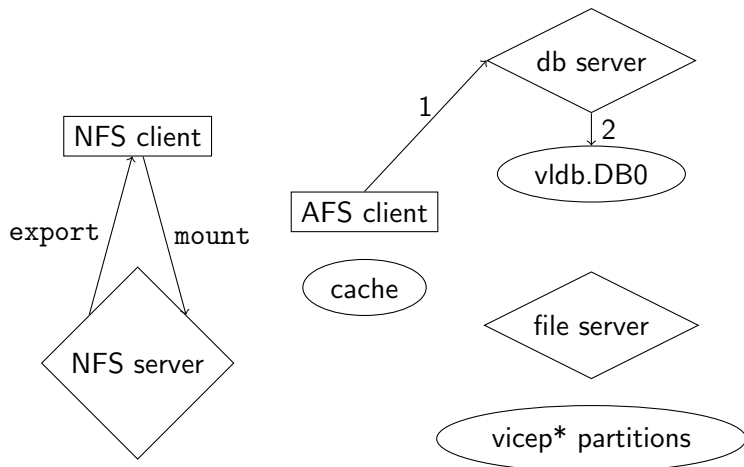 db server
1
NFS client
2
vldb.DB0
AFS client
export
mount
cache
file server
NFS server
vicep* partitions